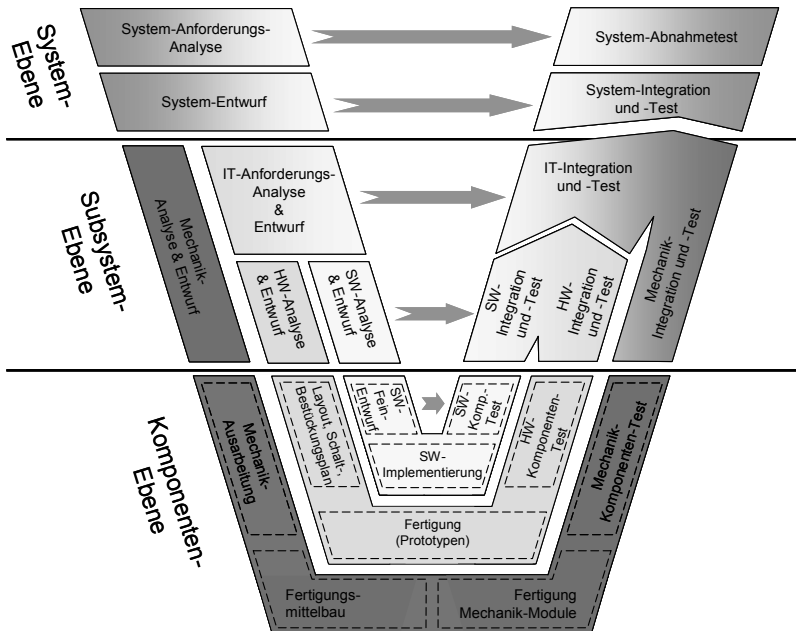 System-
Ebene
System-Anforderungs-
Analyse
System-Abnahmetest
System-Entwurf
System-Integration
und -Test
Subsystem-
Ebene
Mechanik-
Analyse & Entwurf
IT-Anforderungs-
Analyse
&
Entwurf
IT-Integration
und -Test
HW-Analyse
& Entwurf
SW-Analyse
& Entwurf
SW-
Integration
und -Test
HW-
Integration
und -Test
Mechanik-
Integration und -Test
Komponenten-
Ebene
Mechanik-
Ausarbeitung
Layout, Schalt-,
Bestückungsplan
SW-
Fein-
Entwurf
SW-
Komp.-
Test
HW-
Komponenten-
Test
Mechanik-
Komponenten-Test
SW-
Implementierung
Fertigung
(Prototypen)
Fertigungs-
mittelbau
Fertigung
Mechanik-Module